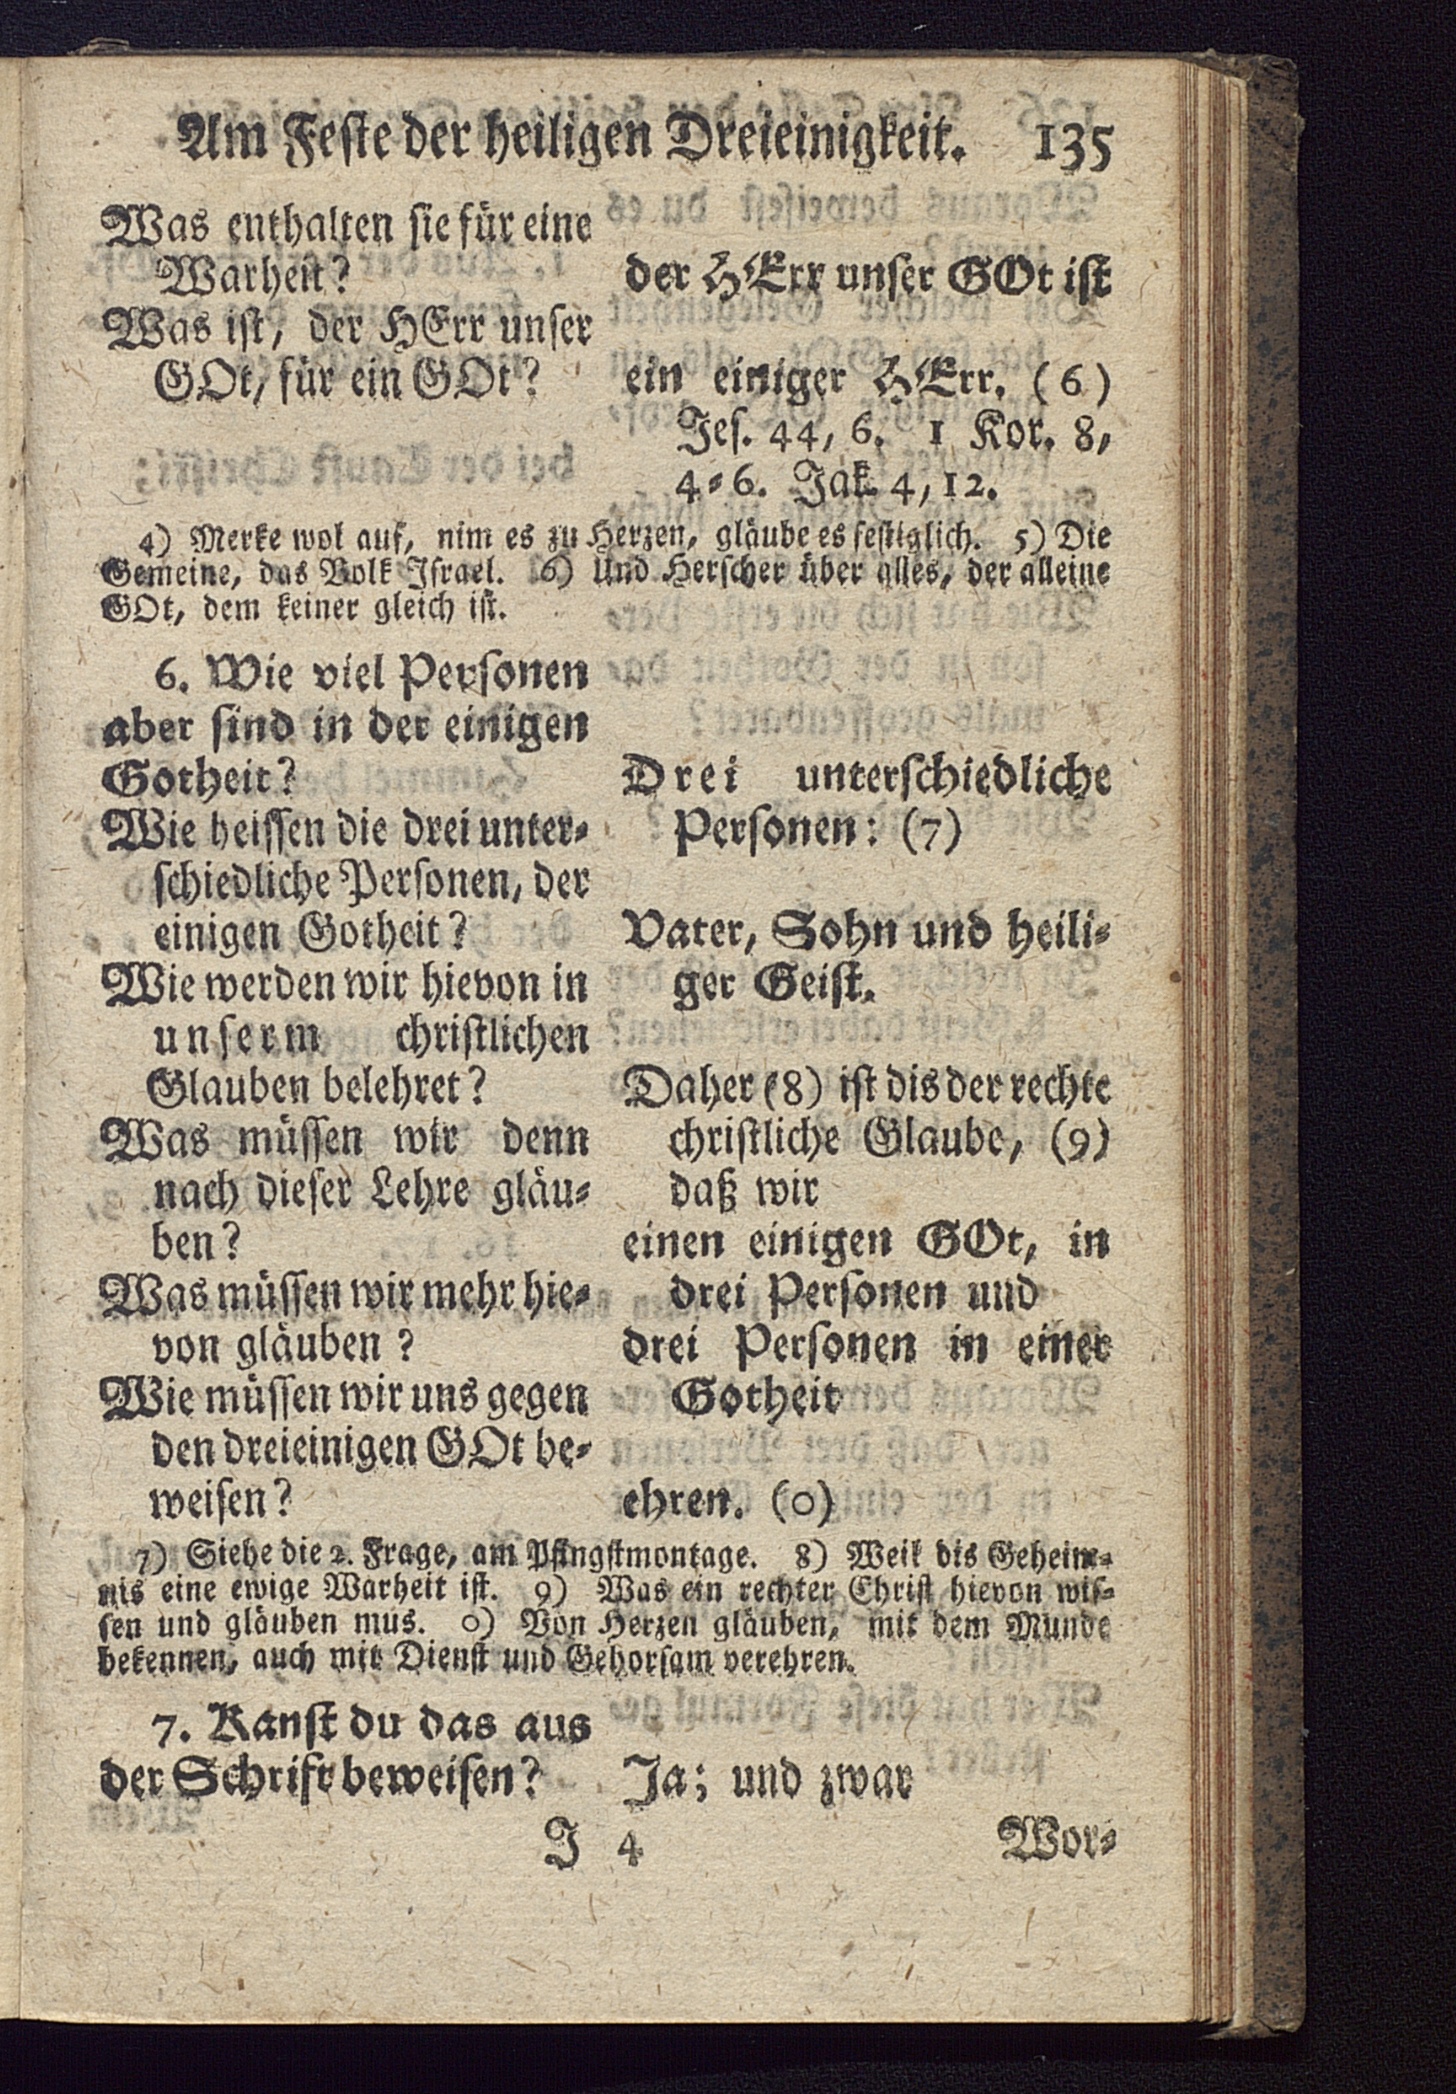 Am Feste der heiligen Dreieinigkeit. 135
Was enthalten sie für eine
Warheit?
der HErr unser GOt ist
Was ist, der HErr unser
GOt, für ein GOt?
ein einiger HErr. (6)
Jes. 44, 6. 1 Kor. 8,
4-6. Jak. 4, 12.
4) Merke wol auf, nim es zu Herzen, gläube es festiglich. 5) Die
Gemeine, das Volk Israel. 6) Und Herscher über alles, der alleine
GOt, dem keiner gleich ist.
6. Wie viel Personen
aber sind in der einigen
Gotheit?
Drei unterschiedliche
Personen: (7)
Wie heissen die drei unter-
schiedliche Personen, der
einigen Gotheit?
Vater, Sohn und heili-
ger Geist.
Wie werden wir hievon in
unserm christlichen
Glauben belehret?
Daher (8) ist dis der rechte
christliche Glaube, (9)
daß wir
Was müssen wir denn
nach dieser Lehre gläu-
ben?
einen einigen GOt, in
drei Personen und
Was müssen wir mehr hie-
von gläuben?
drei Personen in einer
Gotheit
Wie müssen wir uns gegen
den dreieinigen GOt be-
weisen?
ehren. (0)
7) Siehe die 2. Frage, am Pfingstmontage. 8) Weil dis Geheim-
nis eine ewige Warheit ist. 9) Was ein rechter Christ hievon wis-
sen und gläuben mus. 0) Von Herzen gläuben, mit dem Munde
bekennen, auch mit Dienst und Gehorsam verehren.
7. Kanst du das aus
der Schrift beweisen?
Ja; und zwar
J 4 Wor-